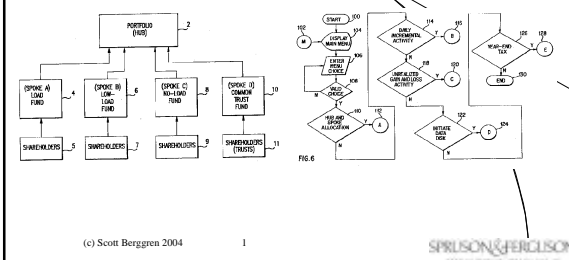 PORTFOLIO
(HUB)
2
(SPOKE A)
LOAD
FUND
4
(SPOKE B)
LOW-
LOAD
FUND
6
(SPOKE C)
NO-LOAD
FUND
8
(SPOKE D)
COMMON
TRUST
FUND
10
SHAREHOLDERS
5
SHAREHOLDERS
7
SHAREHOLDERS
9
SHAREHOLDERS
(TRUSTS)
11
START
100
M
102
DISPLAY
MAIN MENU
104
ENTER
MENU
CHOICE
106
VALID
CHOICE
108
N
Y
HUB AND
SPOKE
ALLOCATION
110
Y
A
112
N
FIG.6
DAILY
INCREMENTAL
ACTIVITY
114
Y
B
116
N
UNREALIZED
GAIN AND LOSS
ACTIVITY
118
Y
C
120
N
INITIATE
DATA
DISK
122
Y
D
124
N
YEAR-END
TAX
126
Y
E
128
N
END
130
(c) Scott Berggren 2004
1
SPRUSON & FERGUSON